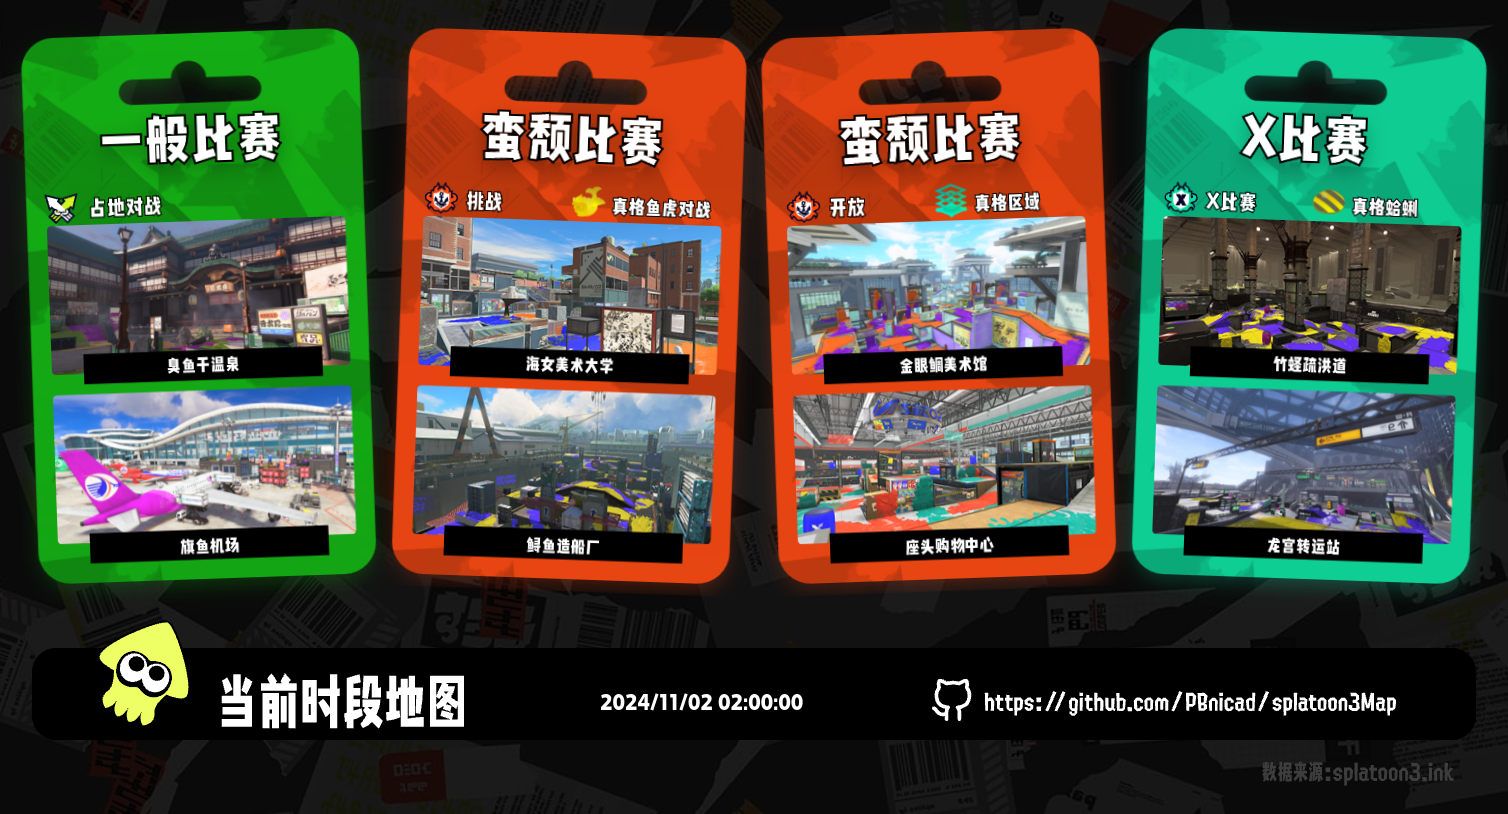 一般比赛
占地对战
臭鱼干温泉
旗鱼机场
蛮颓比赛
挑战
真格鱼虎对战
海女美术大学
鲟鱼造船厂
蛮颓比赛
开放
真格区域
金眼鲷美术馆
座头购物中心
X比赛
X比赛
真格蛤蜊
竹蛏疏洪道
龙宫转运站
当前时段地图
2024/11/02 02:00:00
https://github.com/PBnicad/splatoon3Map
数据来源:splatoon3.ink